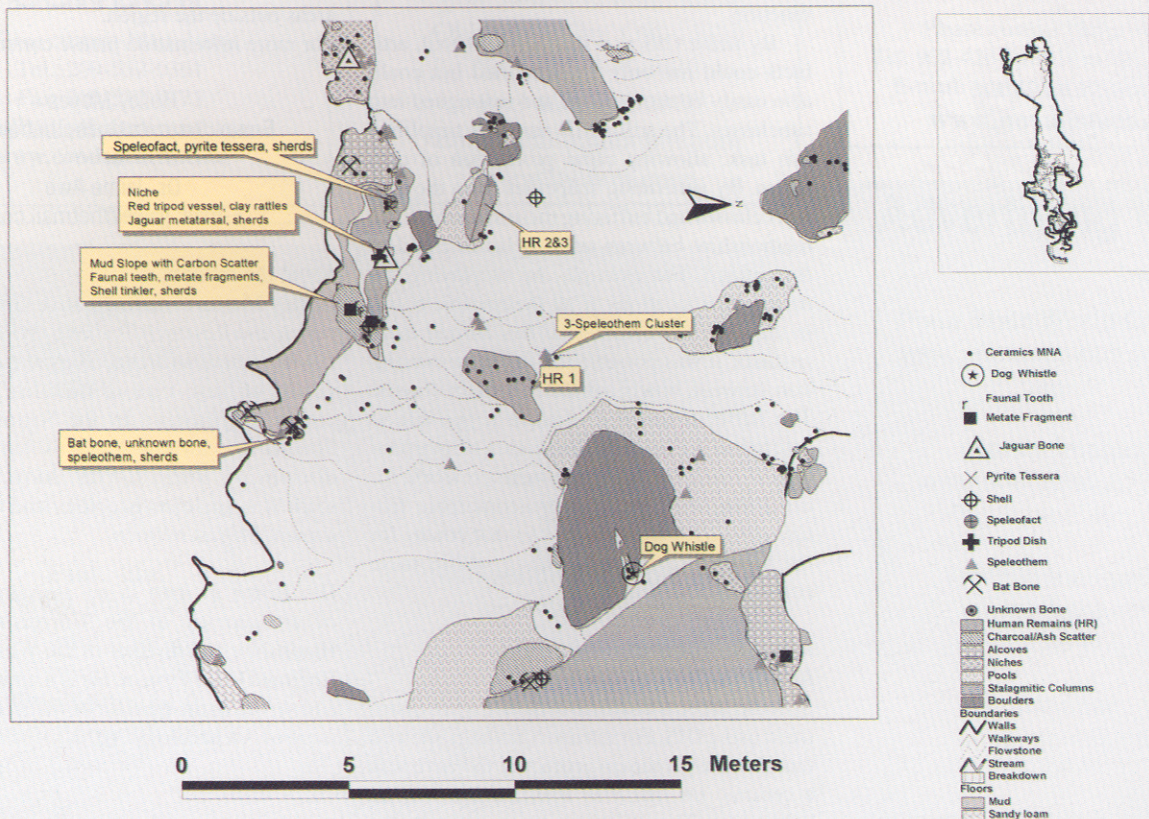 Speleofact, pyrite tessera, sherds
Niche
Red tripod vessel, clay rattles
Jaguar metatarsal, sherds
HR 2&3
N
Mud Slope with Carbon Scatter
Faunal teeth, metate fragments,
Shell tinkler, sherds
3-Speleothem Cluster
HR 1
Bat bone, unknown bone,
speleothem, sherds
Dog Whistle
0 5 10 15 Meters
Ceramics MNA
Dog Whistle
Faunal Tooth
Metate Fragment
Jaguar Bone
Pyrite Tessera
Shell
Speleofact
Tripod Dish
Speleothem
Bat Bone
Unknown Bone
Human Remains (HR)
Charcoal/Ash Scatter
Alcoves
Niches
Pools
Stalagmitic Columns
Boulders
Boundaries
Walls
Walkways
Flowstone
Stream
Breakdown
Floors
Mud
Sandy loam